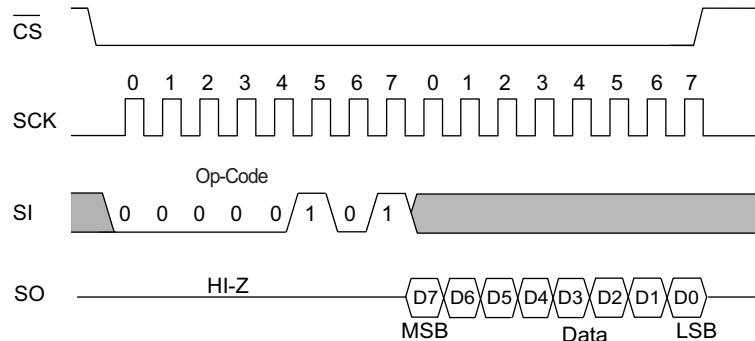 CS
0 1 2 3 4 5 6 7 0 1 2 3 4 5 6 7
SCK
Op-Code
SI 0 0 0 0 0 1 0 1
HI-Z
SO D7 D6 D5 D4 D3 D2 D1 D0
MSB Data LSB